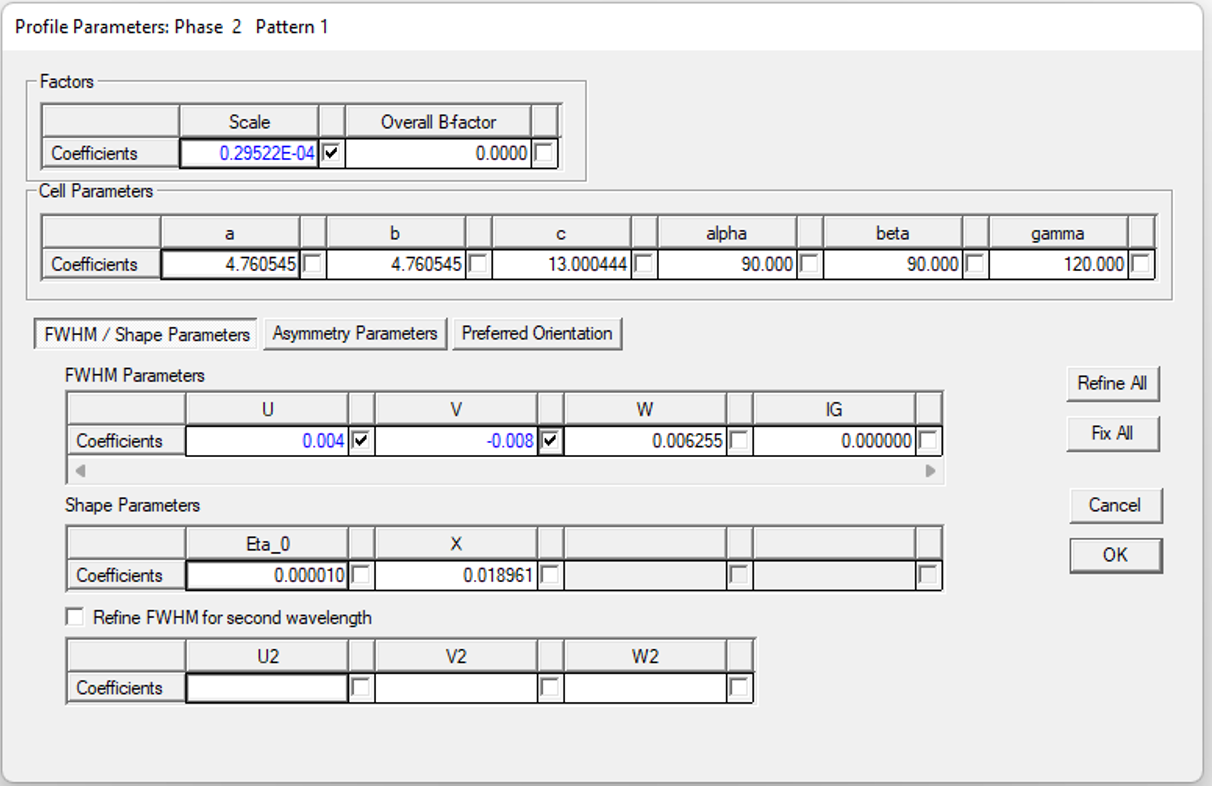 Profile Parameters: Phase 2 Pattern 1
Factors
Scale Overall B-factor
Coefficients 0.29522E-04 0.0000
Cell Parameters
a b c alpha beta gamma
Coefficients 4.760545 4.760545 13.000444 90.000 90.000 120.000
FWHM / Shape Parameters Asymmetry Parameters Preferred Orientation
FWHM Parameters
Refine All
U V W IG
Coefficients 0.004 -0.008 0.006255 0.000000
Fix All
Shape Parameters
Cancel
Eta_0 X
OK
Coefficients 0.000010 0.018961
Refine FWHM for second wavelength
U2 V2 W2
Coefficients